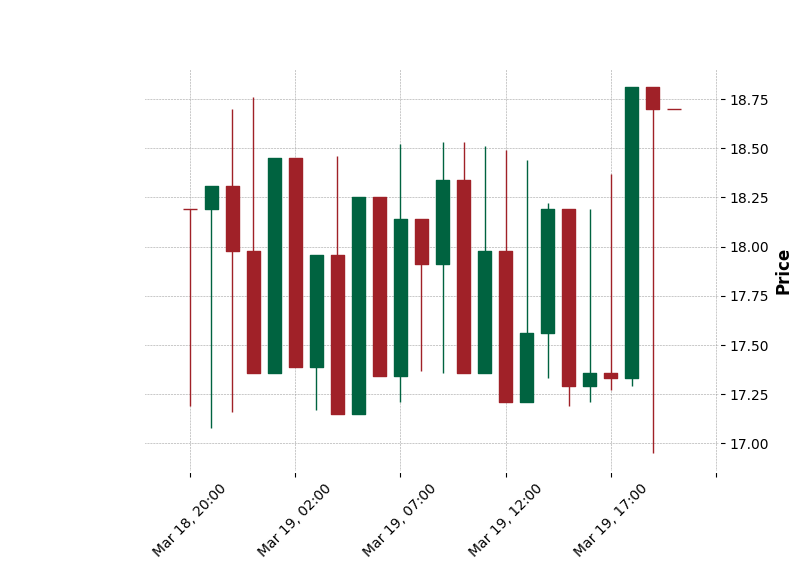 18.75
18.50
18.25
18.00
17.75
17.50
17.25
17.00
Price
Mar 18, 20:00
Mar 19, 02:00
Mar 19, 07:00
Mar 19, 12:00
Mar 19, 17:00